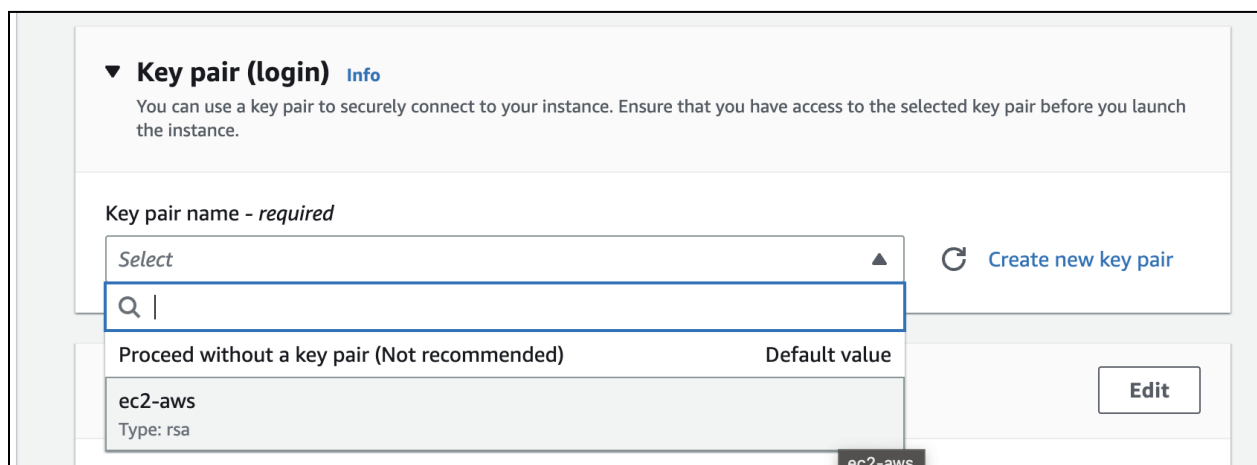 Key pair (login) Info
You can use a key pair to securely connect to your instance. Ensure that you have access to the selected key pair before you launch
the instance.
Key pair name - required
Select
Create new key pair
Proceed without a key pair (Not recommended) Default value
ec2-aws
Type: rsa
Edit
ec2-aws